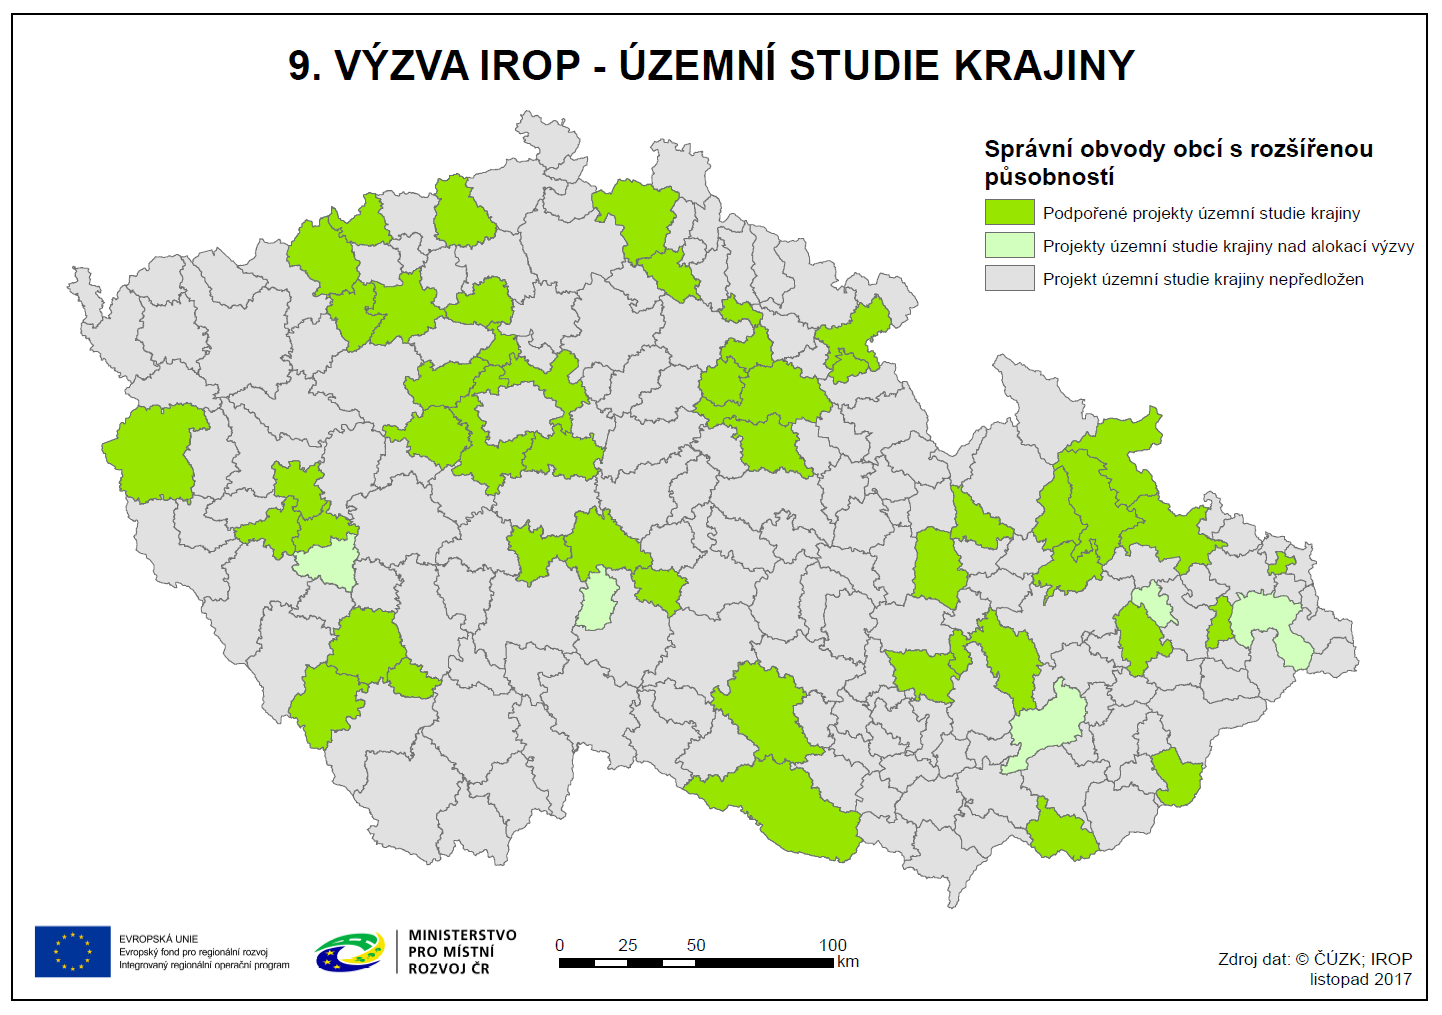 9. VÝZVA IROP - ÚZEMNÍ STUDIE KRAJINY
Správní obvody obcí s rozšířenou
působností
Podpořené projekty územní studie krajiny
Projekty územní studie krajiny nad alokací výzvy
Projekt územní studie krajiny nepředložen
EVROPSKÁ UNIE
Evropský fond pro regionální rozvoj
Integrovaný regionální operační program
MINISTERSTVO
PRO MÍSTNÍ
ROZVOJ ČR
0 25 50 100
km
Zdroj dat: © ČÚZK; IROP
listopad 2017